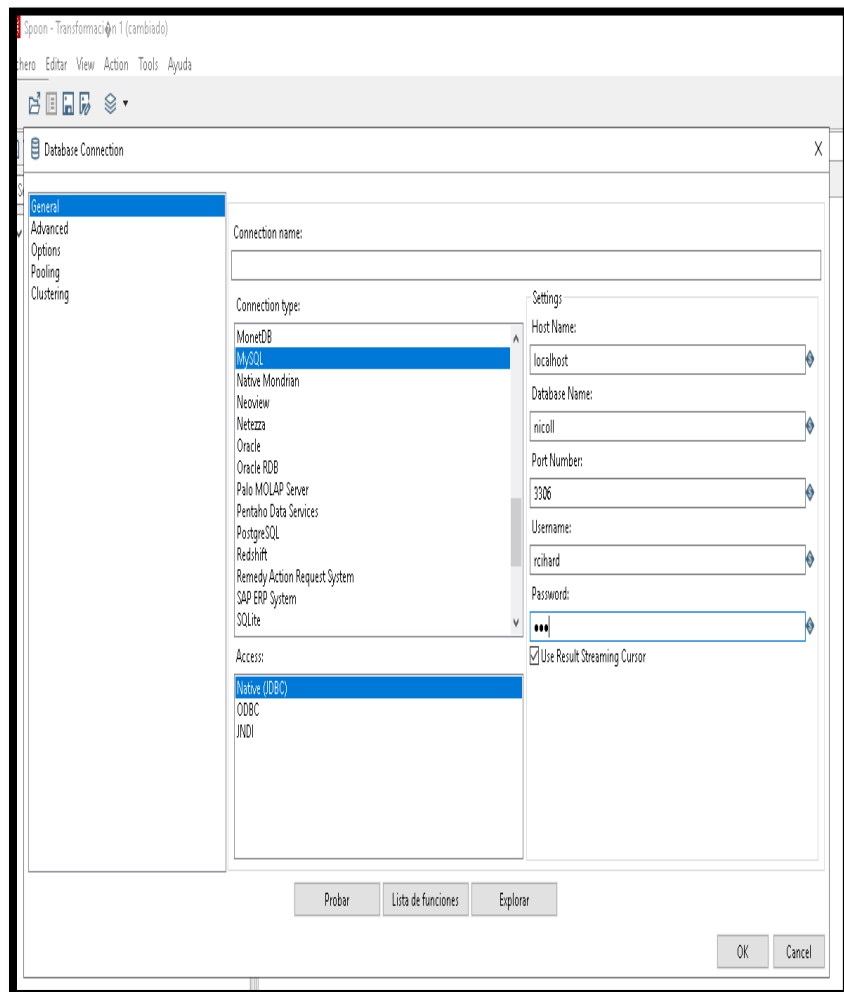 Spoon - Transformaci�n 1 (cambiado)
chero Editar View Action Tools Ayuda
Database Connection
General
Advanced
Options
Pooling
Clustering
Connection name:
Connection type:
MonetDB
MySQL
Native Mondrian
Neoview
Netezza
Oracle
Oracle RDB
Palo MOLAP Server
Pentaho Data Services
PostgreSQL
Redshift
Remedy Action Request System
SAP ERP System
SQLite
Access:
Native (JDBC)
ODBC
JNDI
Settings
Host Name:
localhost
Database Name:
nicoll
Port Number:
3306
Username:
rcihard
Password:
•••
Use Result Streaming Cursor
Probar
Lista de funciones
Explorar
OK
Cancel